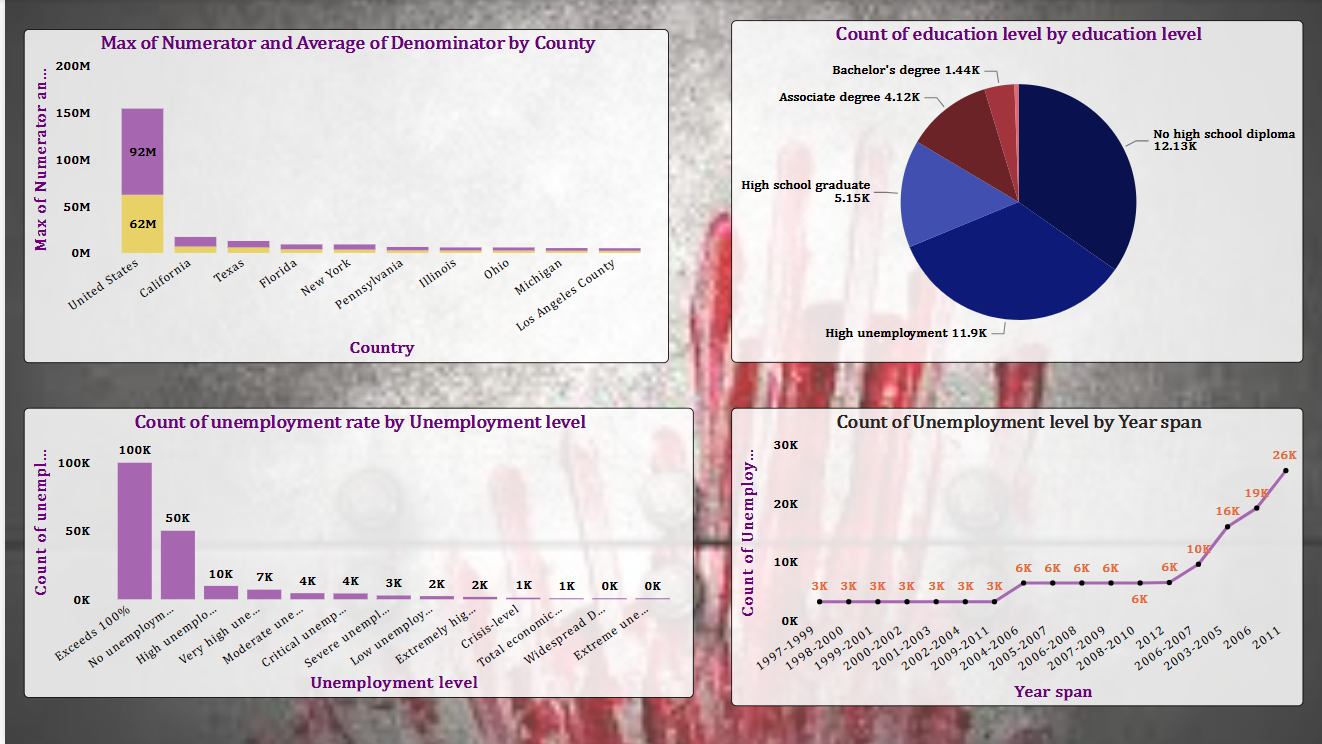 Max of Numerator and Average of Denominator by County
Max of Numerator an...
200M
150M
100M
50M
0M
92M
62M
United States
California
Texas
Florida
New York
Pennsylvania
Illinois
Ohio
Michigan
Los Angeles County
Country
Count of education level by education level
Bachelor's degree 1.44K
Associate degree 4.12K
High school graduate
5.15K
No high school diploma
12.13K
High unemployment 11.9K
Count of unemployment rate by Unemployment level
Count of unempl...
100K
50K
0K
100K
50K
10K
7K
4K
4K
3K
2K
2K
1K
1K
0K
0K
Exceeds 100%
No unemploym...
High unemplo...
Very high une...
Moderate une...
Critical unemp...
Severe unempl...
Low unemploy...
Extremely hig...
Crisis-level
Total economic...
Widespread D...
Extreme une...
Unemployment level
Count of Unemployment level by Year span
Count of Unemploy...
30K
20K
10K
0K
3K
3K
3K
3K
3K
3K
3K
6K
6K
6K
6K
6K
6K
10K
16K
19K
26K
1997-1999
1998-2000
1999-2001
2000-2002
2001-2003
2002-2004
2009-2011
2004-2006
2005-2007
2006-2008
2007-2009
2008-2010
2012
2006-2007
2003-2005
2006
2011
Year span